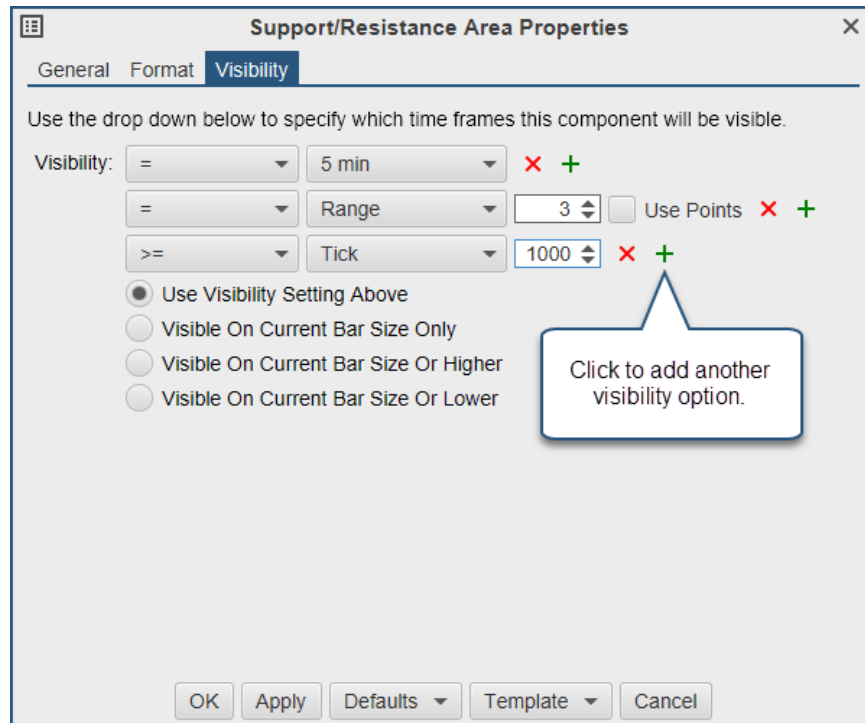 Support/Resistance Area Properties
General Format Visibility
Use the drop down below to specify which time frames this component will be visible.
Visibility: = 5 min
= Range 3 Use Points
>= Tick 1000
Use Visibility Setting Above
Visible On Current Bar Size Only
Visible On Current Bar Size Or Higher
Visible On Current Bar Size Or Lower
Click to add another
visibility option.
OK Apply Defaults Template Cancel